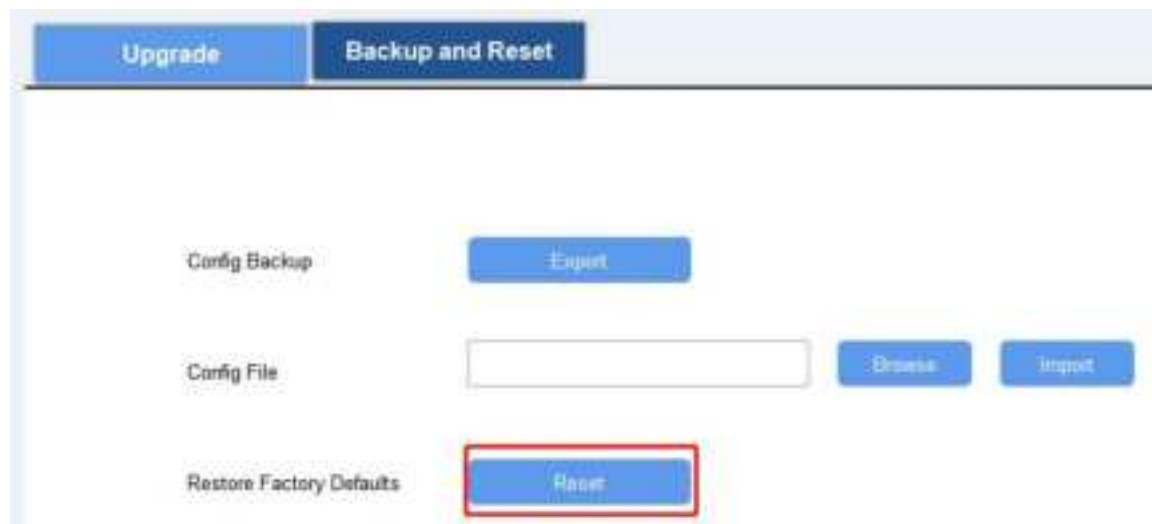 Upgrade
Backup and Reset
Config Backup
Export
Config File
Browse
Import
Restore Factory Defaults
Reset